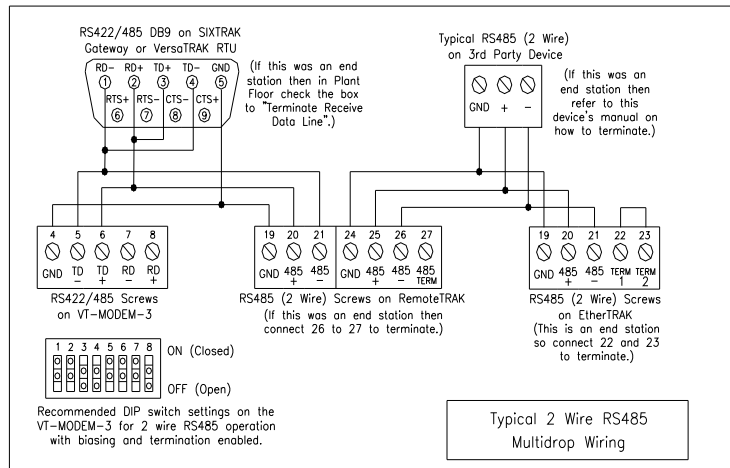 RS422/485 DB9 on SIXTRAK
Gateway or VersaTRAK RTU
RD- RD+ TD+ TD- GND
1 2 3 4 5
RTS+ RTS- CTS- CTS+
6 7 8 9
(If this was an end
station then in Plant
Floor check the box
to "Terminate Receive
Data Line".)
Typical RS485 (2 Wire)
on 3rd Party Device
GND + -
(If this was an
end station then
refer to this
device's manual on
how to terminate.)
4 5 6 7 8
GND TD TD RD RD
- + - +
RS422/485 Screws
on VT-MODEM-3
19 20 21 24 25 26 27
GND 485 485 GND 485 485 485
+ - + - TERM
RS485 (2 Wire) Screws on RemoteTRAK
(If this was an end station then
connect 26 to 27 to terminate.)
19 20 21 22 23
GND 485 485 TERM TERM
+ - 1 2
RS485 (2 Wire) Screws
on EtherTRAK
(This is an end station
so connect 22 and 23
to terminate.)
1 2 3 4 5 6 7 8
ON (Closed)
OFF (Open)
Recommended DIP switch settings on the
VT-MODEM-3 for 2 wire RS485 operation
with biasing and termination enabled.
Typical 2 Wire RS485
Multidrop Wiring